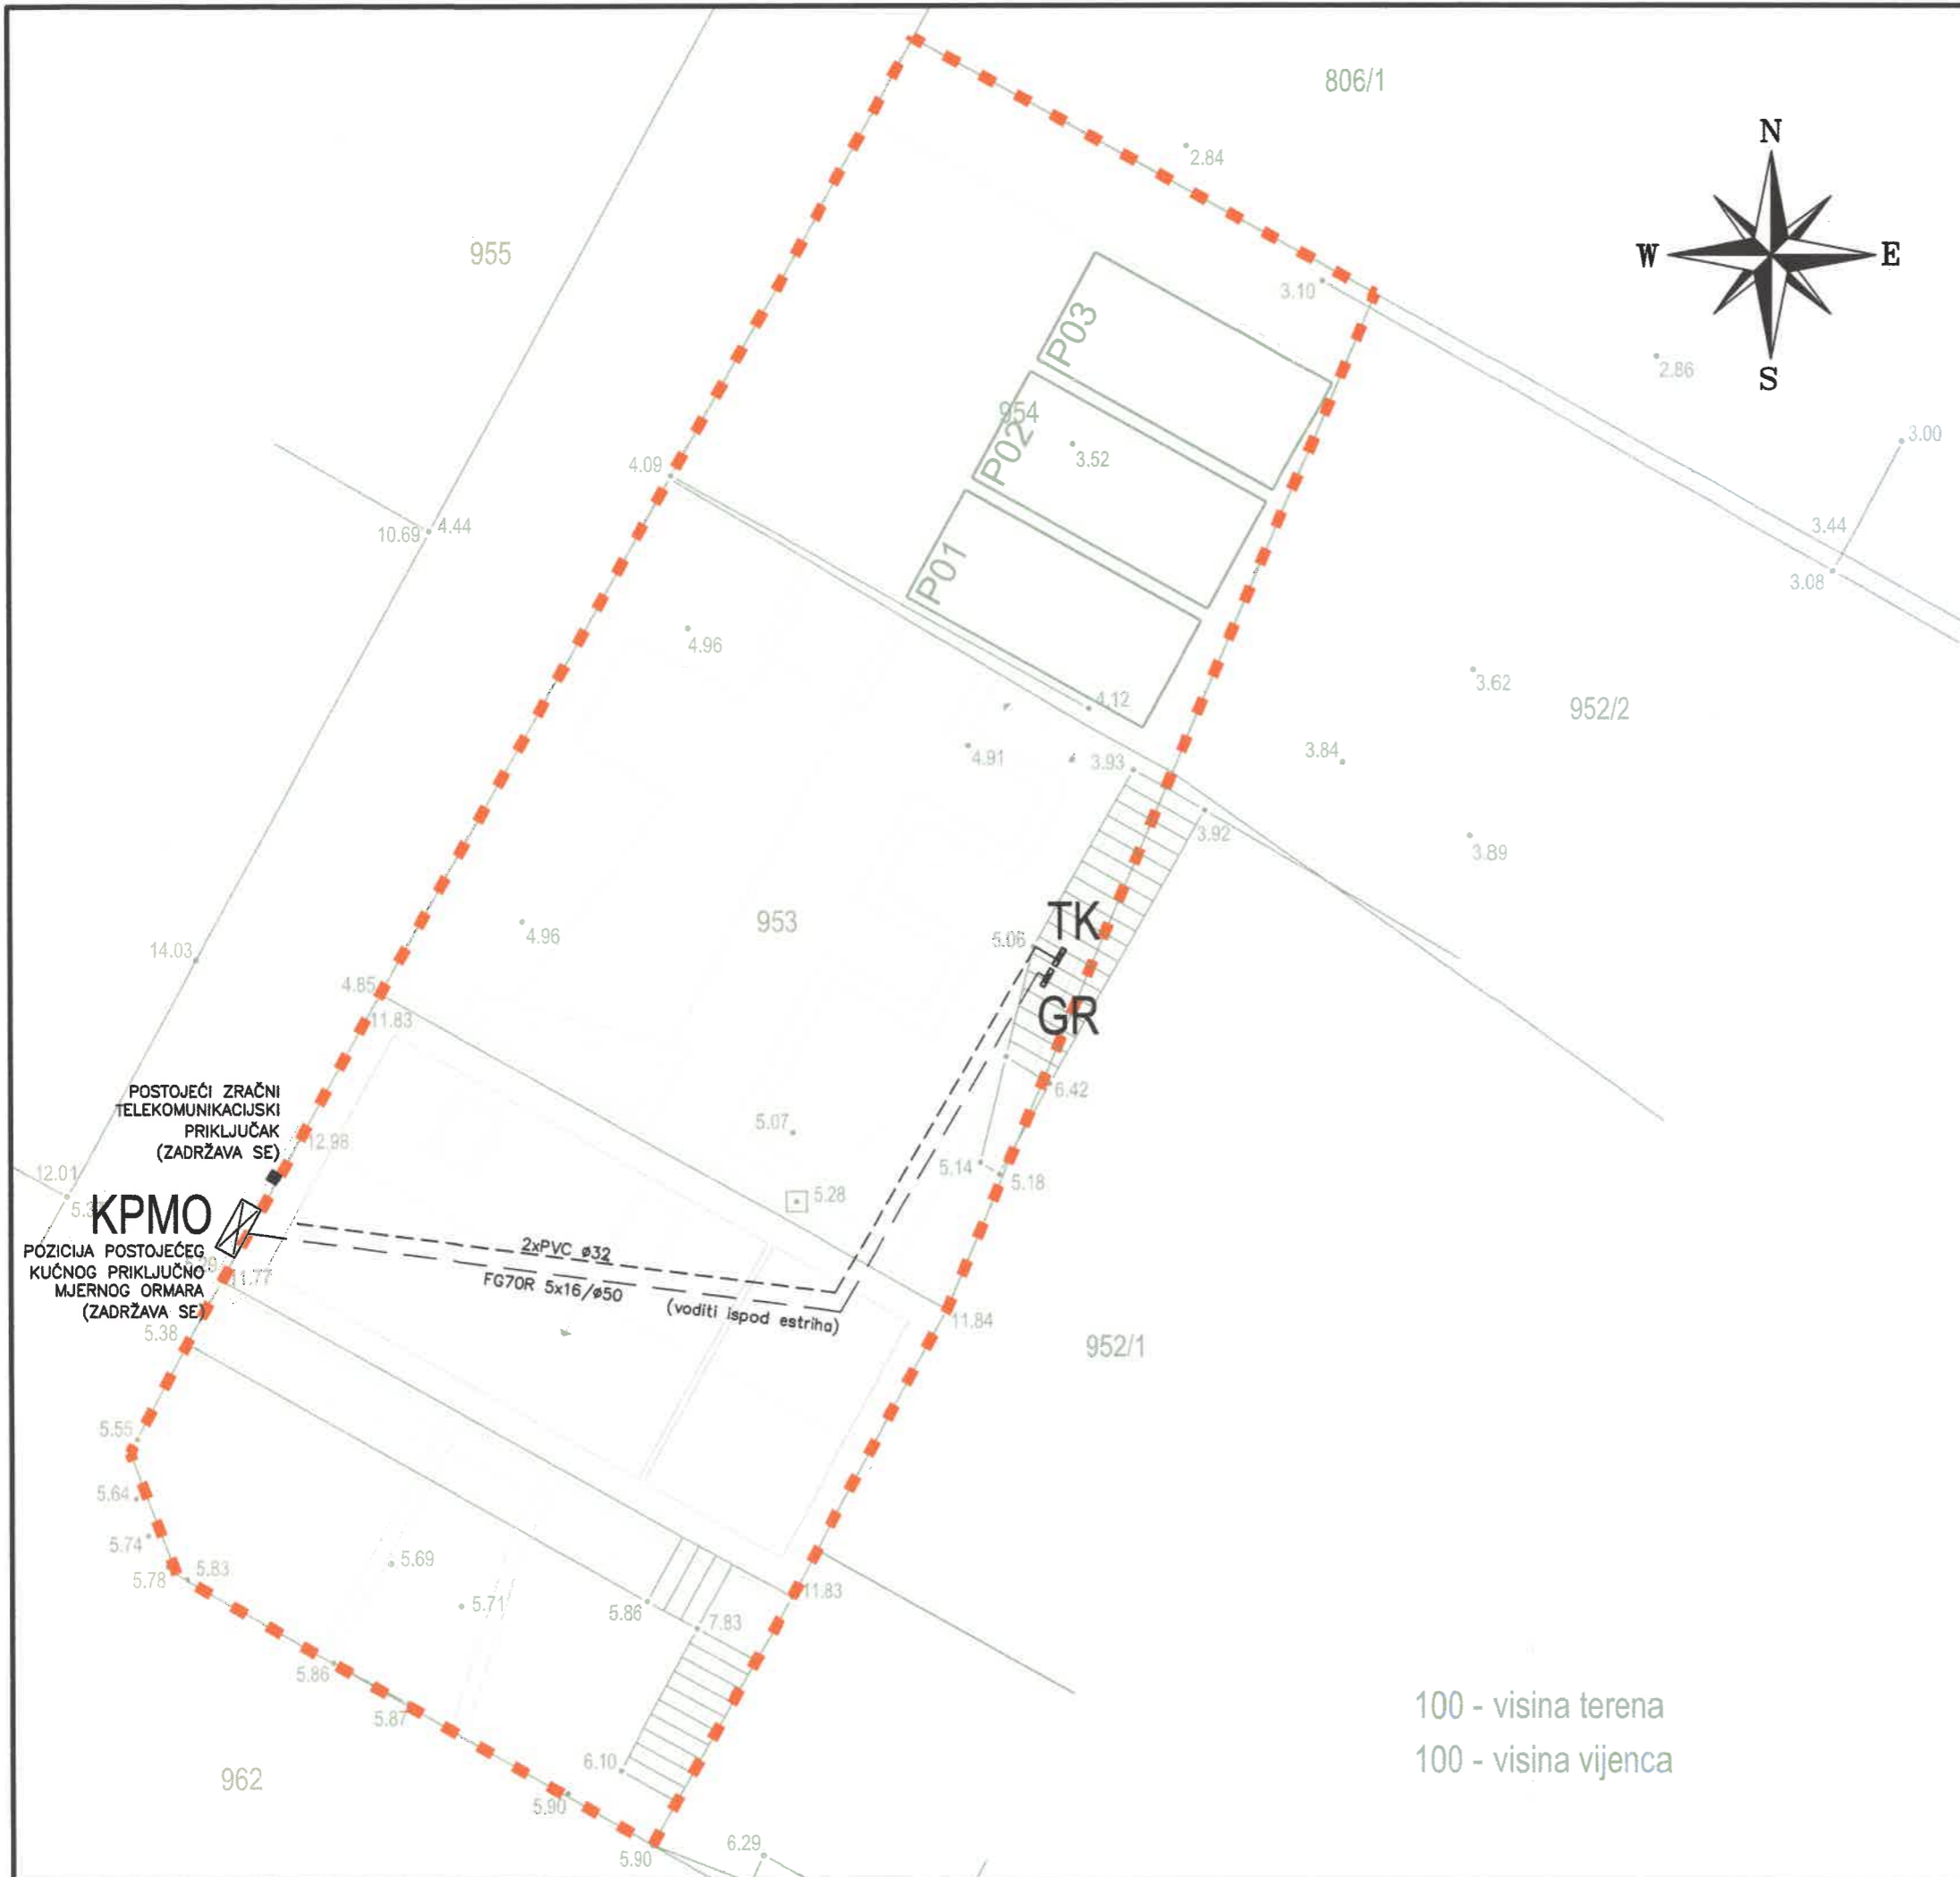 806/1
N
2.84
W
E
955
3.10
S
2.86
P03
954
3.00
P02
3.52
4.09
10.69
4.44
3.44
3.08
P01
4.96
3.62
952/2
4.12
3.84
4.91
3.93
3.92
3.89
953
TK
4.96
14.03
4.85
11.83
GR
6.42
POSTOJEĆI ZRAČNI
TELEKOMUNIKACIJSKI
PRIKLJUČAK
(ZADRŽAVA SE)
12.98
5.07
5.14
5.18
12.01
5.28
KPMO
POZICIJA POSTOJEĆEG
KUĆNOG PRIKLJUČNO
MJERNOG ORMARA
(ZADRŽAVA SE)
11.77
2xPVC ø32
FG70R 5x16/ø50
(voditi ispod estriha)
5.38
11.84
952/1
5.55
5.64
5.74
5.78
5.83
5.69
5.71
5.86
11.83
7.83
5.86
5.87
6.10
962
5.90
6.29
5.90
100 - visina terena
100 - visina vijenca